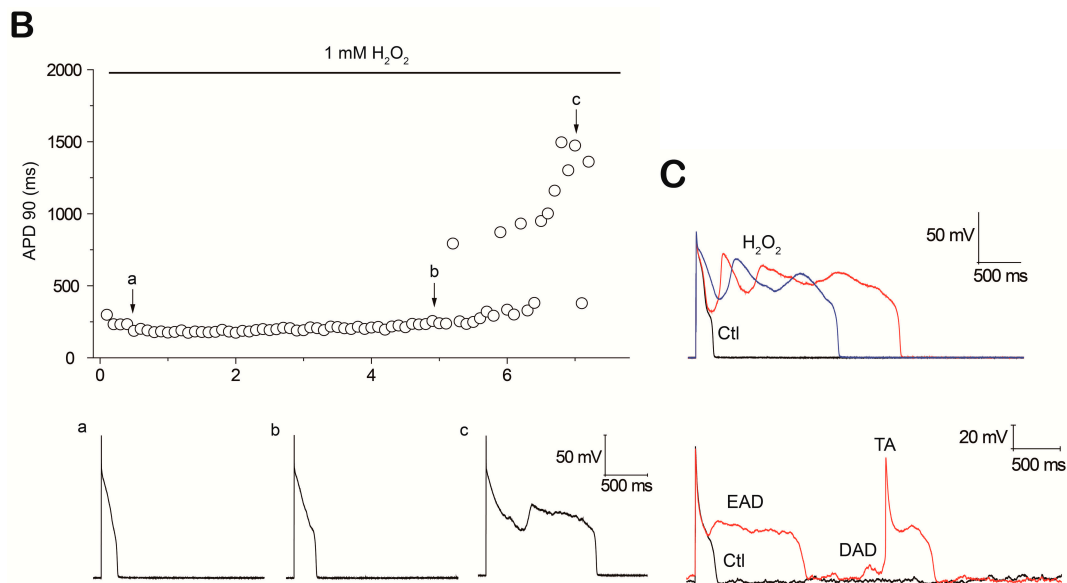 B
1 mM H₂O₂
APD 90 (ms)
2000
1500
1000
500
0
a
b
c
0
2
4
6
a
b
c
50 mV
500 ms
C
H₂O₂
Ctl
50 mV
500 ms
EAD
Ctl
DAD
TA
20 mV
500 ms